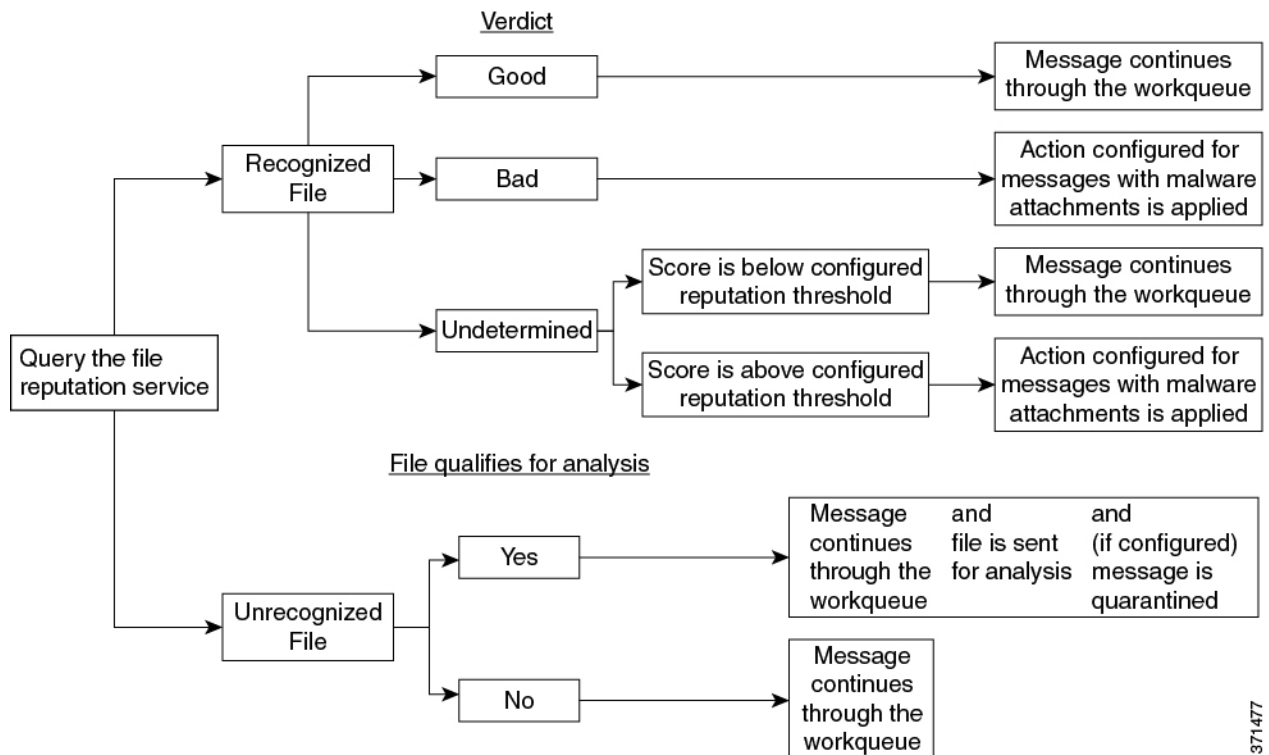 Verdict
Good
Message continues
through the workqueue
Recognized
File
Bad
Action configured for
messages with malware
attachments is applied
Undetermined
Score is below configured
reputation threshold
Message continues
through the workqueue
Score is above configured
reputation threshold
Action configured for
messages with malware
attachments is applied
Query the file
reputation service
File qualifies for analysis
Unrecognized
File
Yes
Message
continues
through the
workqueue
and
file is sent
for analysis
and
(if configured)
message is
quarantined
No
Message
continues
through the
workqueue
371477